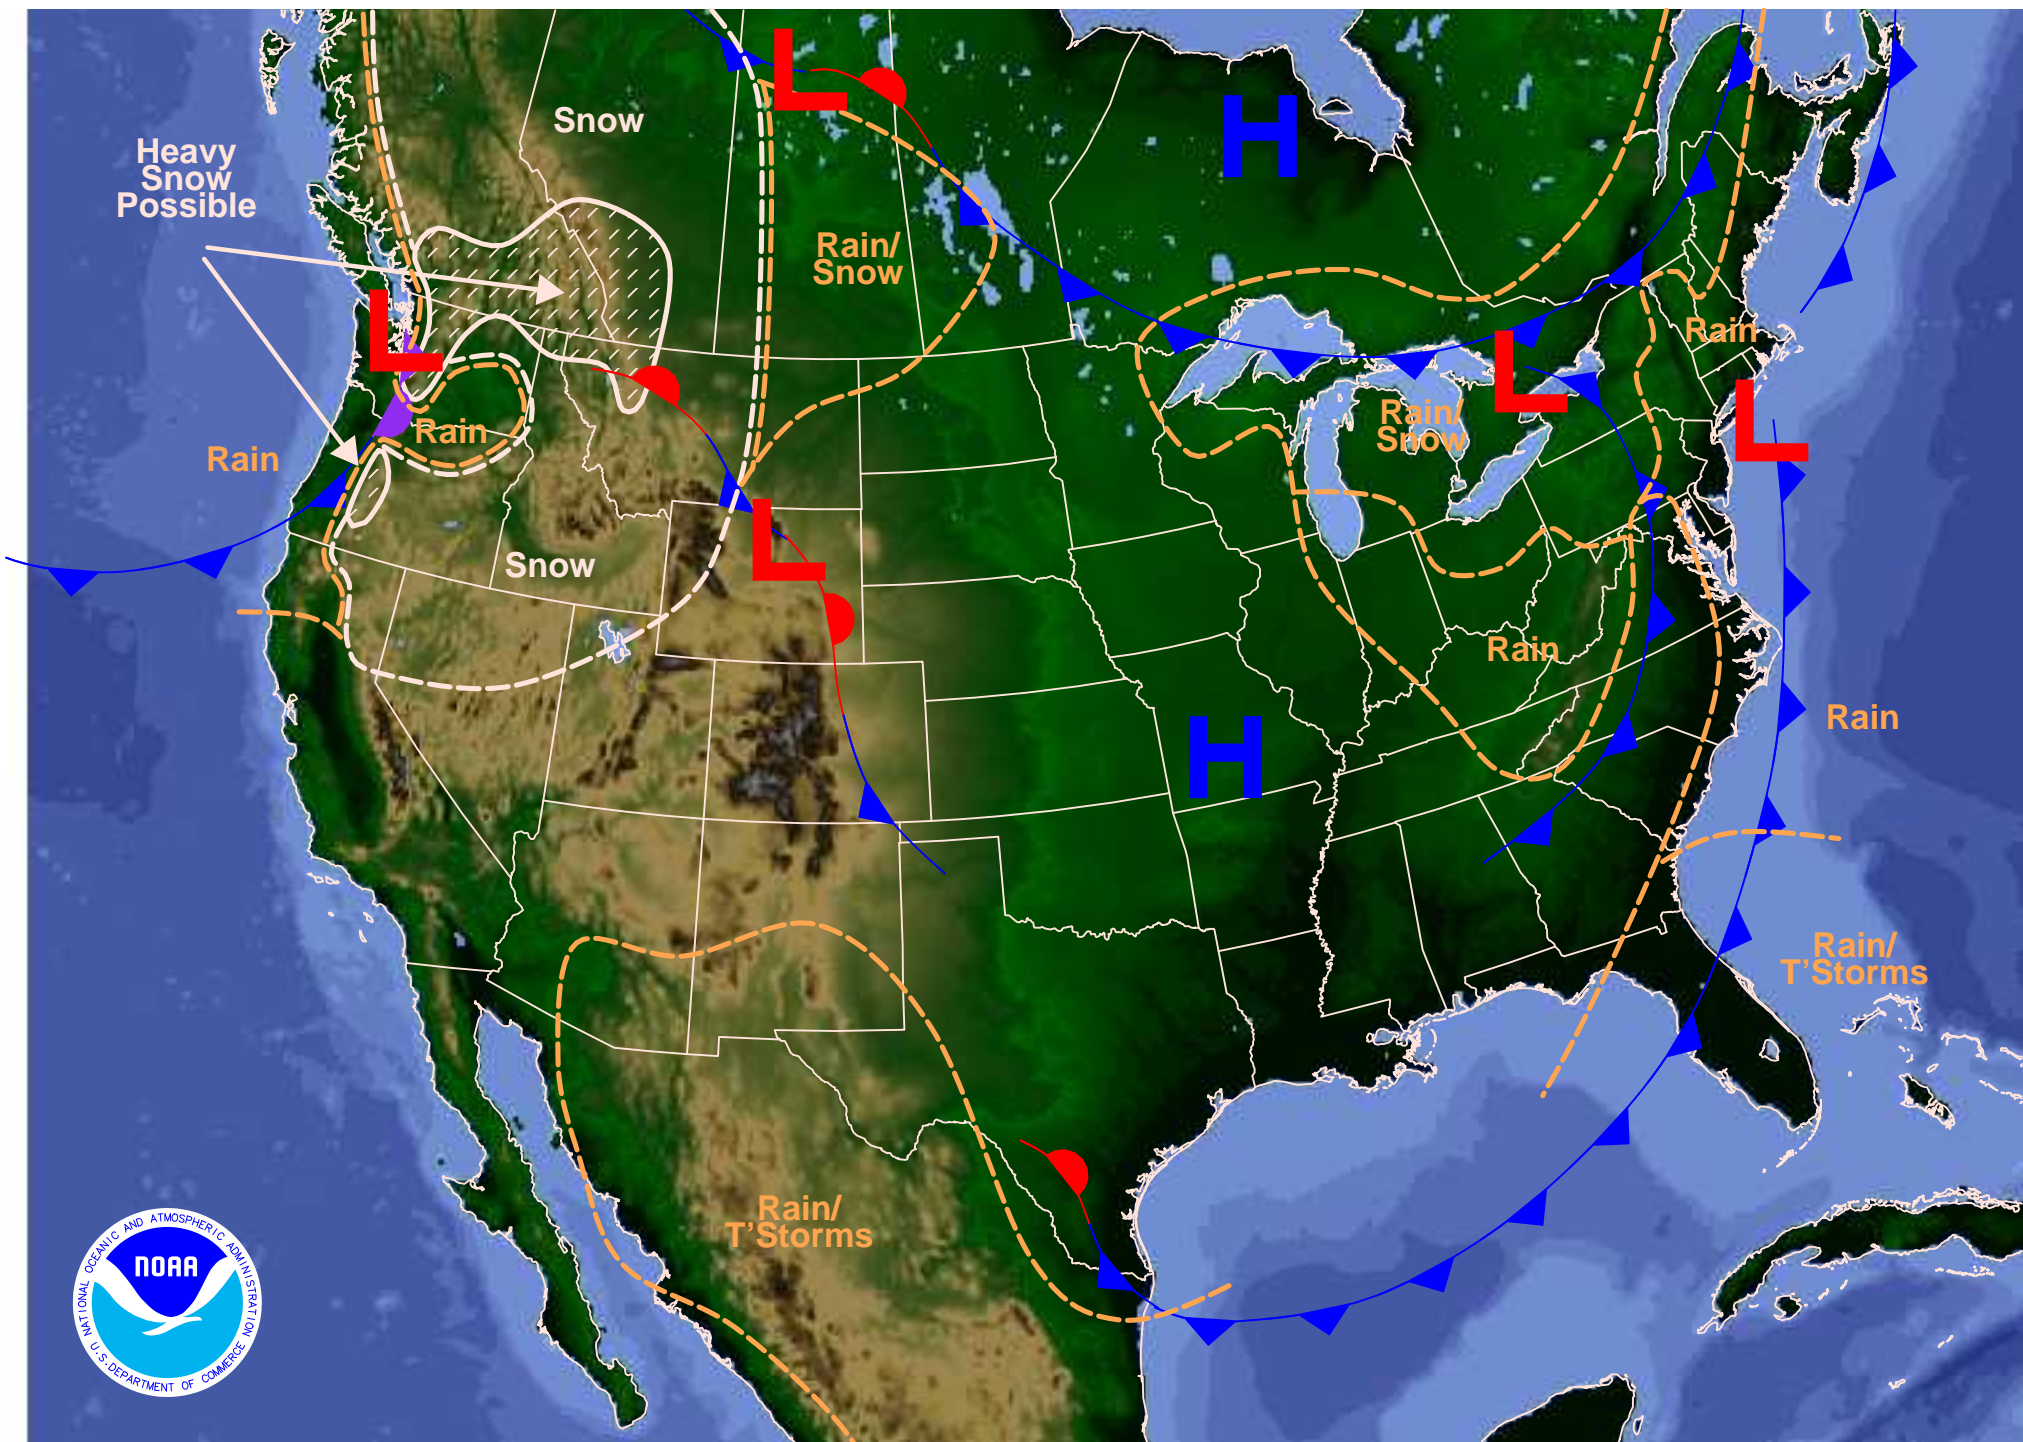 L
Snow
H
Heavy
Snow
Possible
Rain/
Snow
L
Rain
L
L
Rain/
Snow
Rain
Rain
L
Snow
Rain
H
Rain
Rain/
T'Storms
Rain/
T'Storms
NATIONAL OCEANIC AND ATMOSPHERIC ADMINISTRATION
NOAA
U.S. DEPARTMENT OF COMMERCE